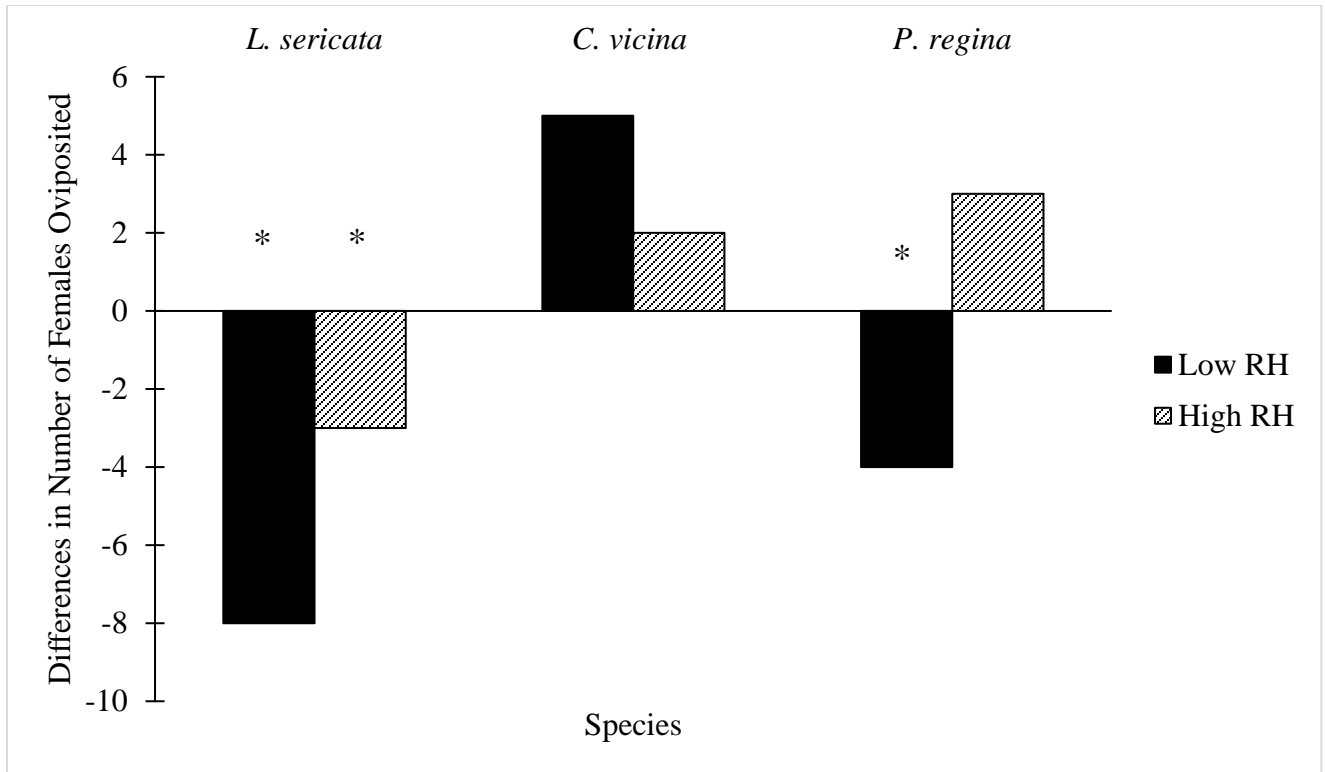 L. sericata C. vicina P. regina
Differences in Number of Females Oviposited
6
4
2
0
-2
-4
-6
-8
-10
* * *
Low RH
High RH
Species